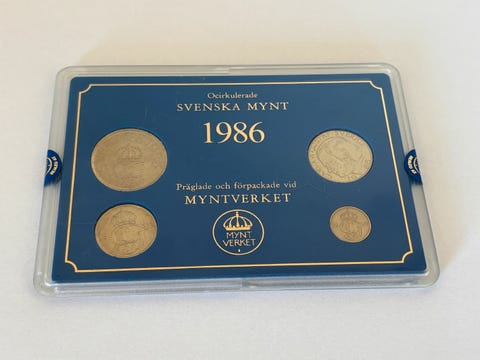 Ocirkulerade
SVENSKA MYNT
1986
Präglade och förpackade vid
MYNTVERKET
MYNT
VERKET